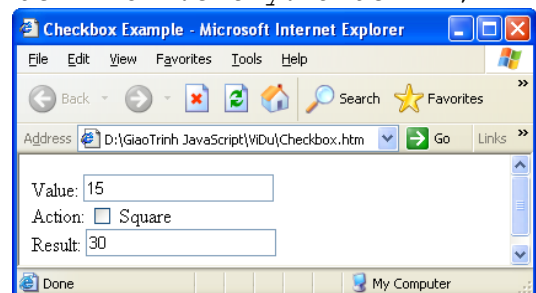 Checkbox Example - Microsoft Internet Explorer
File Edit View Favorites Tools Help
Back Search Favorites »
Address D:\GiaoTrinh JavaScript\ViDu\Checkbox.htm Go Links »
Value: 15
Action: Square
Result: 30
Done My Computer